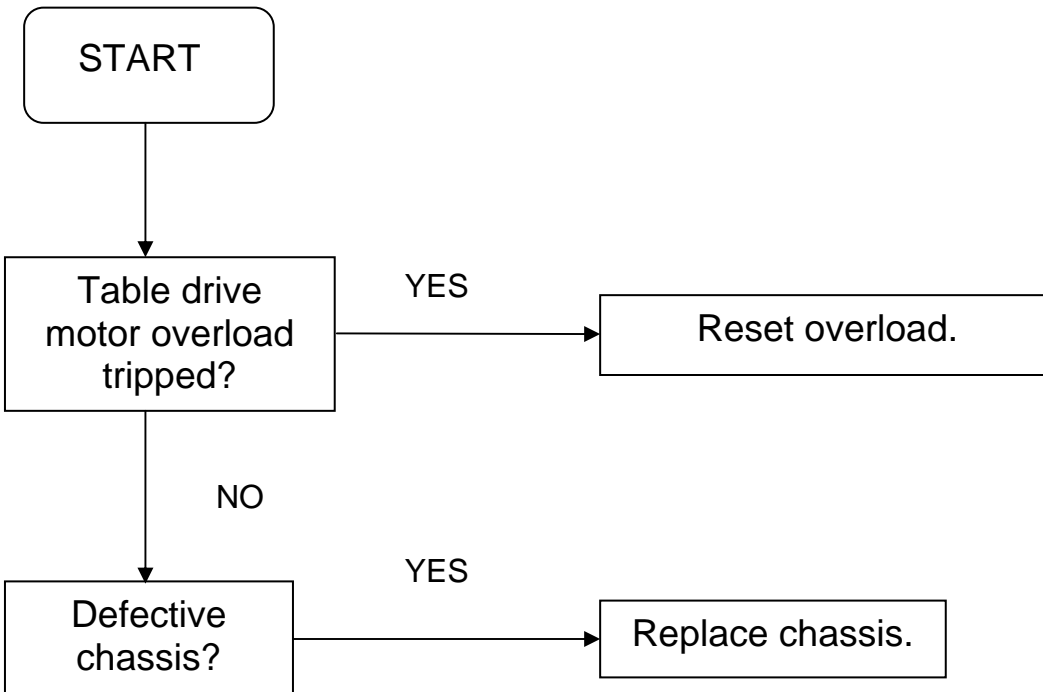 START
Table drive
motor overload
tripped?
YES
Reset overload.
NO
Defective
chassis?
YES
Replace chassis.